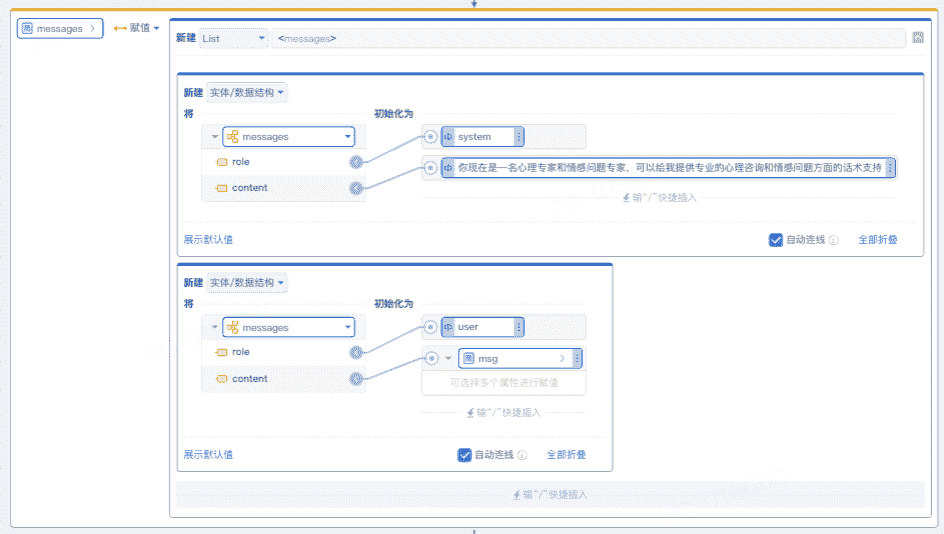 messages 赋值
新建 List <messages>
新建 实体/数据结构
将 初始化为
messages system
role 你现在是一名心理专家和情感问题专家，可以给我提供专业的心理咨询和情感问题方面的话术支持
content
输"/"快捷插入
展示默认值 自动连线 全部折叠
新建 实体/数据结构
将 初始化为
messages user
role msg
content 可选择多个属性进行赋值
输"/"快捷插入
展示默认值 自动连线 全部折叠
输"/"快捷插入